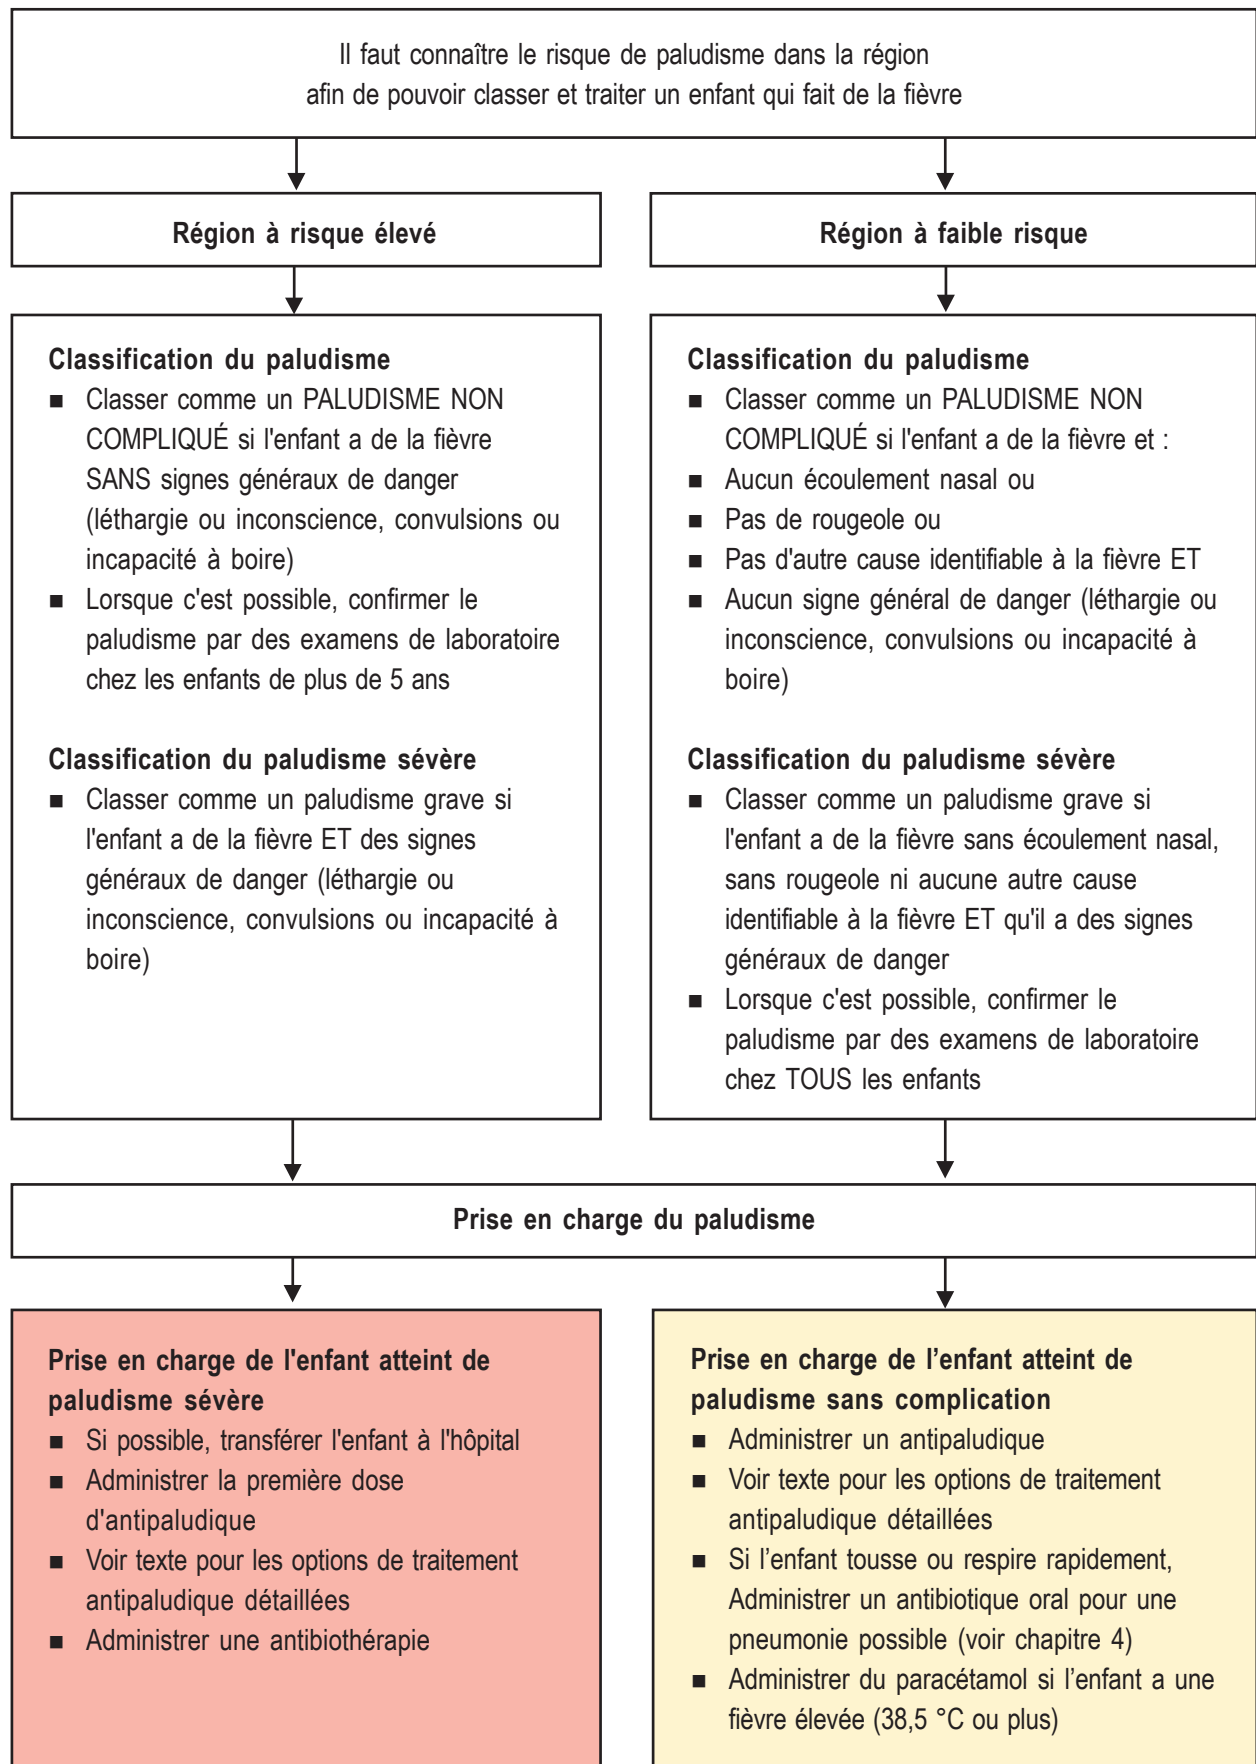 Il faut connaître le risque de paludisme dans la région
afin de pouvoir classer et traiter un enfant qui fait de la fièvre
Région à risque élevé
Région à faible risque
Classification du paludisme
■ Classer comme un PALUDISME NON
COMPLIQUÉ si l'enfant a de la fièvre
SANS signes généraux de danger
(léthargie ou inconscience, convulsions ou
incapacité à boire)
■ Lorsque c'est possible, confirmer le
paludisme par des examens de laboratoire
chez les enfants de plus de 5 ans
Classification du paludisme sévère
■ Classer comme un paludisme grave si
l'enfant a de la fièvre ET des signes
généraux de danger (léthargie ou
inconscience, convulsions ou incapacité à
boire)
Classification du paludisme
■ Classer comme un PALUDISME NON
COMPLIQUÉ si l'enfant a de la fièvre et :
■ Aucun écoulement nasal ou
■ Pas de rougeole ou
■ Pas d'autre cause identifiable à la fièvre ET
■ Aucun signe général de danger (léthargie ou
inconscience, convulsions ou incapacité à
boire)
Classification du paludisme sévère
■ Classer comme un paludisme grave si
l'enfant a de la fièvre sans écoulement nasal,
sans rougeole ni aucune autre cause
identifiable à la fièvre ET qu'il a des signes
généraux de danger
■ Lorsque c'est possible, confirmer le
paludisme par des examens de laboratoire
chez TOUS les enfants
Prise en charge du paludisme
Prise en charge de l'enfant atteint de
paludisme sévère
■ Si possible, transférer l'enfant à l'hôpital
■ Administrer la première dose
d'antipaludique
■ Voir texte pour les options de traitement
antipaludique détaillées
■ Administrer une antibiothérapie
Prise en charge de l’enfant atteint de
paludisme sans complication
■ Administrer un antipaludique
■ Voir texte pour les options de traitement
antipaludique détaillées
■ Si l’enfant tousse ou respire rapidement,
Administrer un antibiotique oral pour une
pneumonie possible (voir chapitre 4)
■ Administrer du paracétamol si l’enfant a une
fièvre élevée (38,5 °C ou plus)